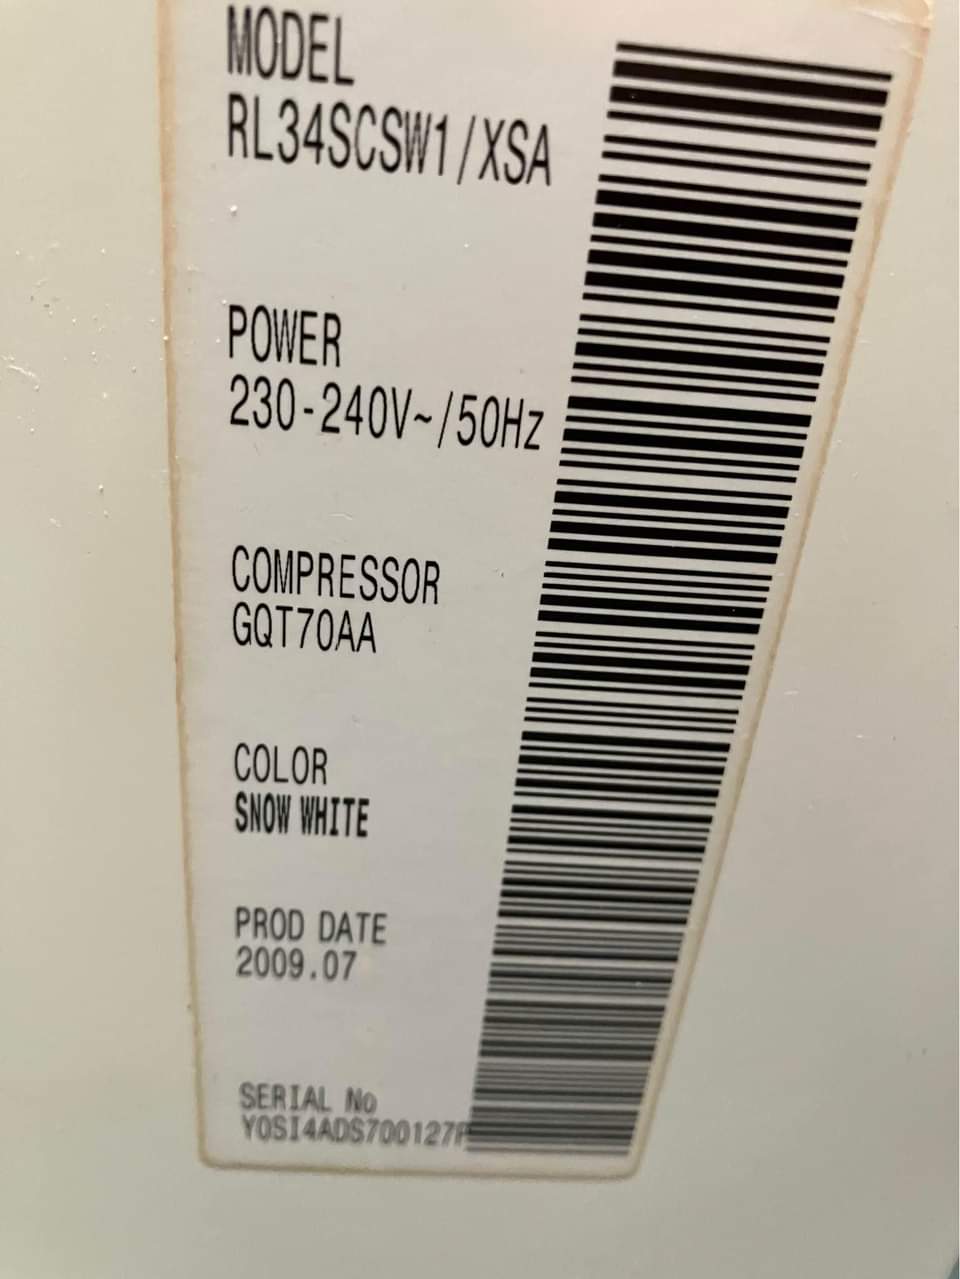 MODEL
RL34SCSW1/XSA
POWER
230-240V~/50Hz
COMPRESSOR
GQT70AA
COLOR
SNOW WHITE
PROD DATE
2009.07
SERIAL No